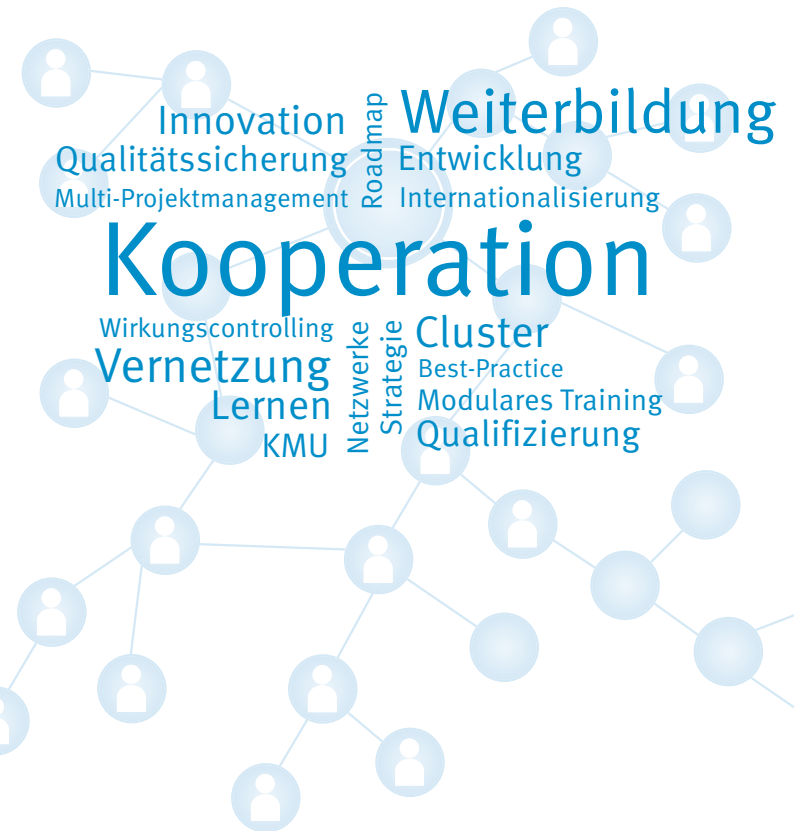 Innovation
Roadmap
Weiterbildung
Qualitätssicherung
Entwicklung
Multi-Projektmanagement
Internationalisierung
Kooperation
Wirkungscontrolling
Netzwerke
Strategie
Cluster
Vernetzung
Best-Practice
Lernen
Modulares Training
KMU
Qualifizierung